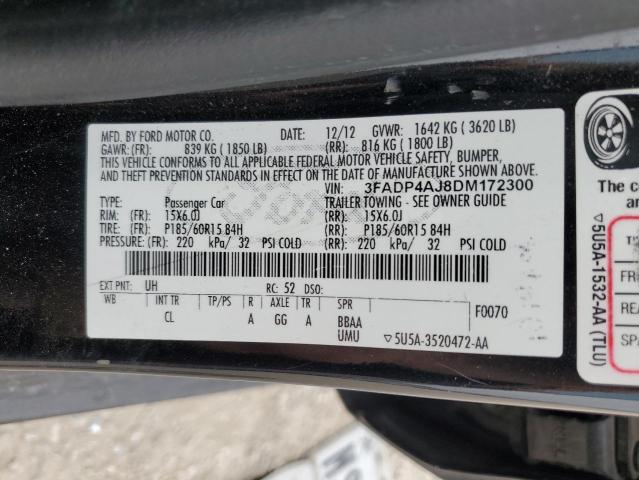 MFD. BY FORD MOTOR CO. DATE: 12/12 GVWR: 1642 KG ( 3620 LB)
GAWR: (FR): 839 KG ( 1850 LB) (RR): 816 KG ( 1800 LB)
THIS VEHICLE CONFORMS TO ALL APPLICABLE FEDERAL MOTOR VEHICLE SAFETY, BUMPER,
AND THEFT PREVENTION STANDARDS IN EFFECT ON THE DATE OF MANUFACTURE SHOWN ABOVE.
VIN: 3FADP4AJ8DM172300
TYPE: Passenger Car TRAILER TOWING - SEE OWNER GUIDE
RIM: (FR): 15X6.0J (RR): 15X6.0J
TIRE: (FR): P185/60R15 84H (RR): P185/60R15 84H
PRESSURE: (FR): 220 kPa/ 32 PSI COLD (RR): 220 kPa/ 32 PSI COLD
EXT PNT: UH RC: 52 DSO:
WB INT TR TP/PS R AXLE TR SPR F0070
CL A GG A BBAA
UMU ▽5U5A-3520472-AA
▽5U5A-1532-AA (TLU)
The c
and c
FR
REA
SPA